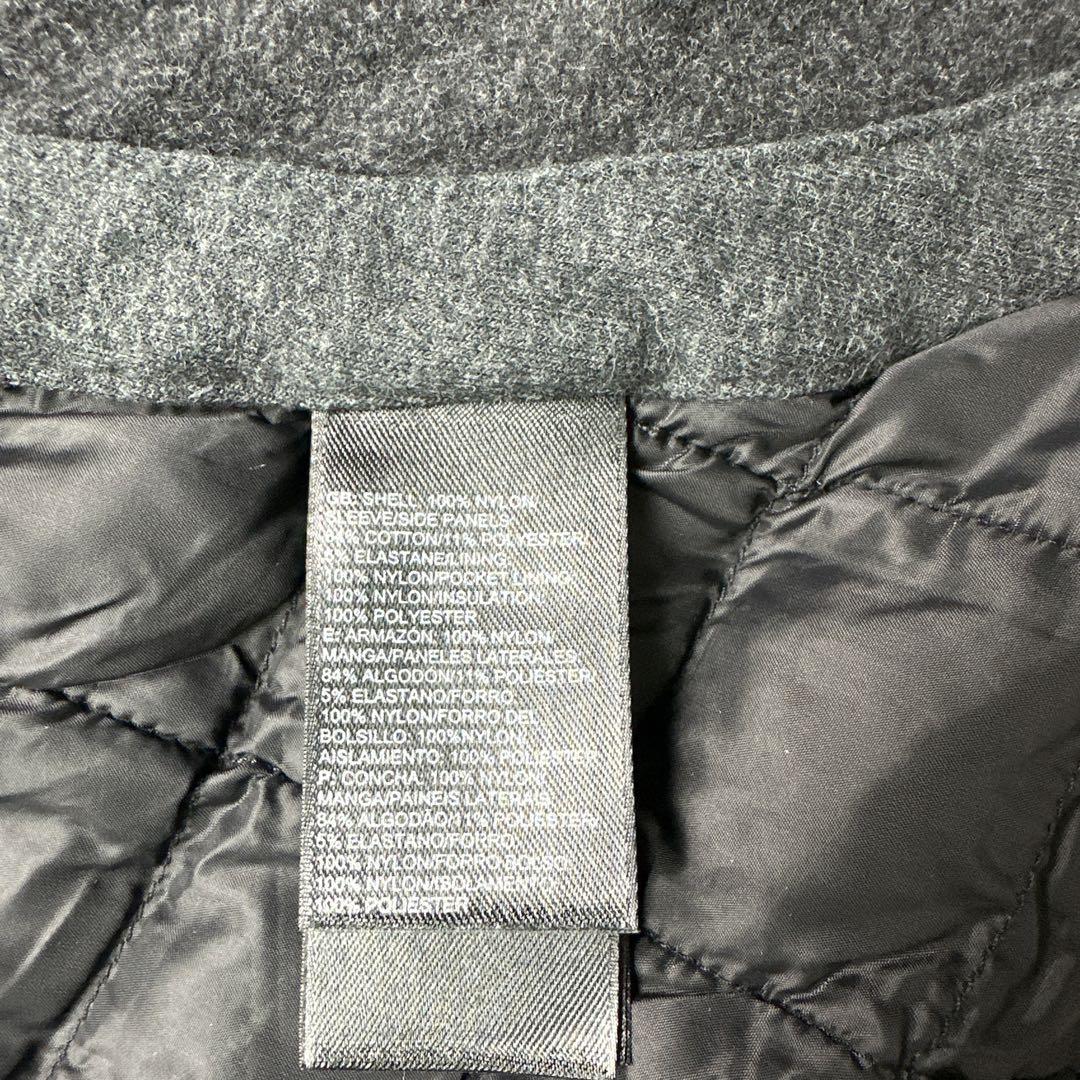 GB: SHELL, 100% NYLON/
SLEEVE/SIDE PANELS:
84% COTTON/11% POLYESTER
5% ELASTANE/LINING:
100% NYLON/POCKET LINING:
100% NYLON/INSULATION:
100% POLYESTER
E: ARMAZON. 100% NYLON.
MANGA/PANELES LATERALES,
84% ALGODON/11% POLIESTER
5% ELASTANO/FORRO
100% NYLON/FORRO DEL
BOLSILLO: 100%NYLON/
AISLAMIENTO: 100% POLIESTER
P: CONCHA. 100% NYLON/
MANGA/PAINEIS LATERAIS,
84% ALGODÃO/11% POLIESTER
5% ELASTANO/FORRO:
100% NYLON/FORRO BOLSO:
100% NYLON/ISOLAMENTO:
100% POLIESTER